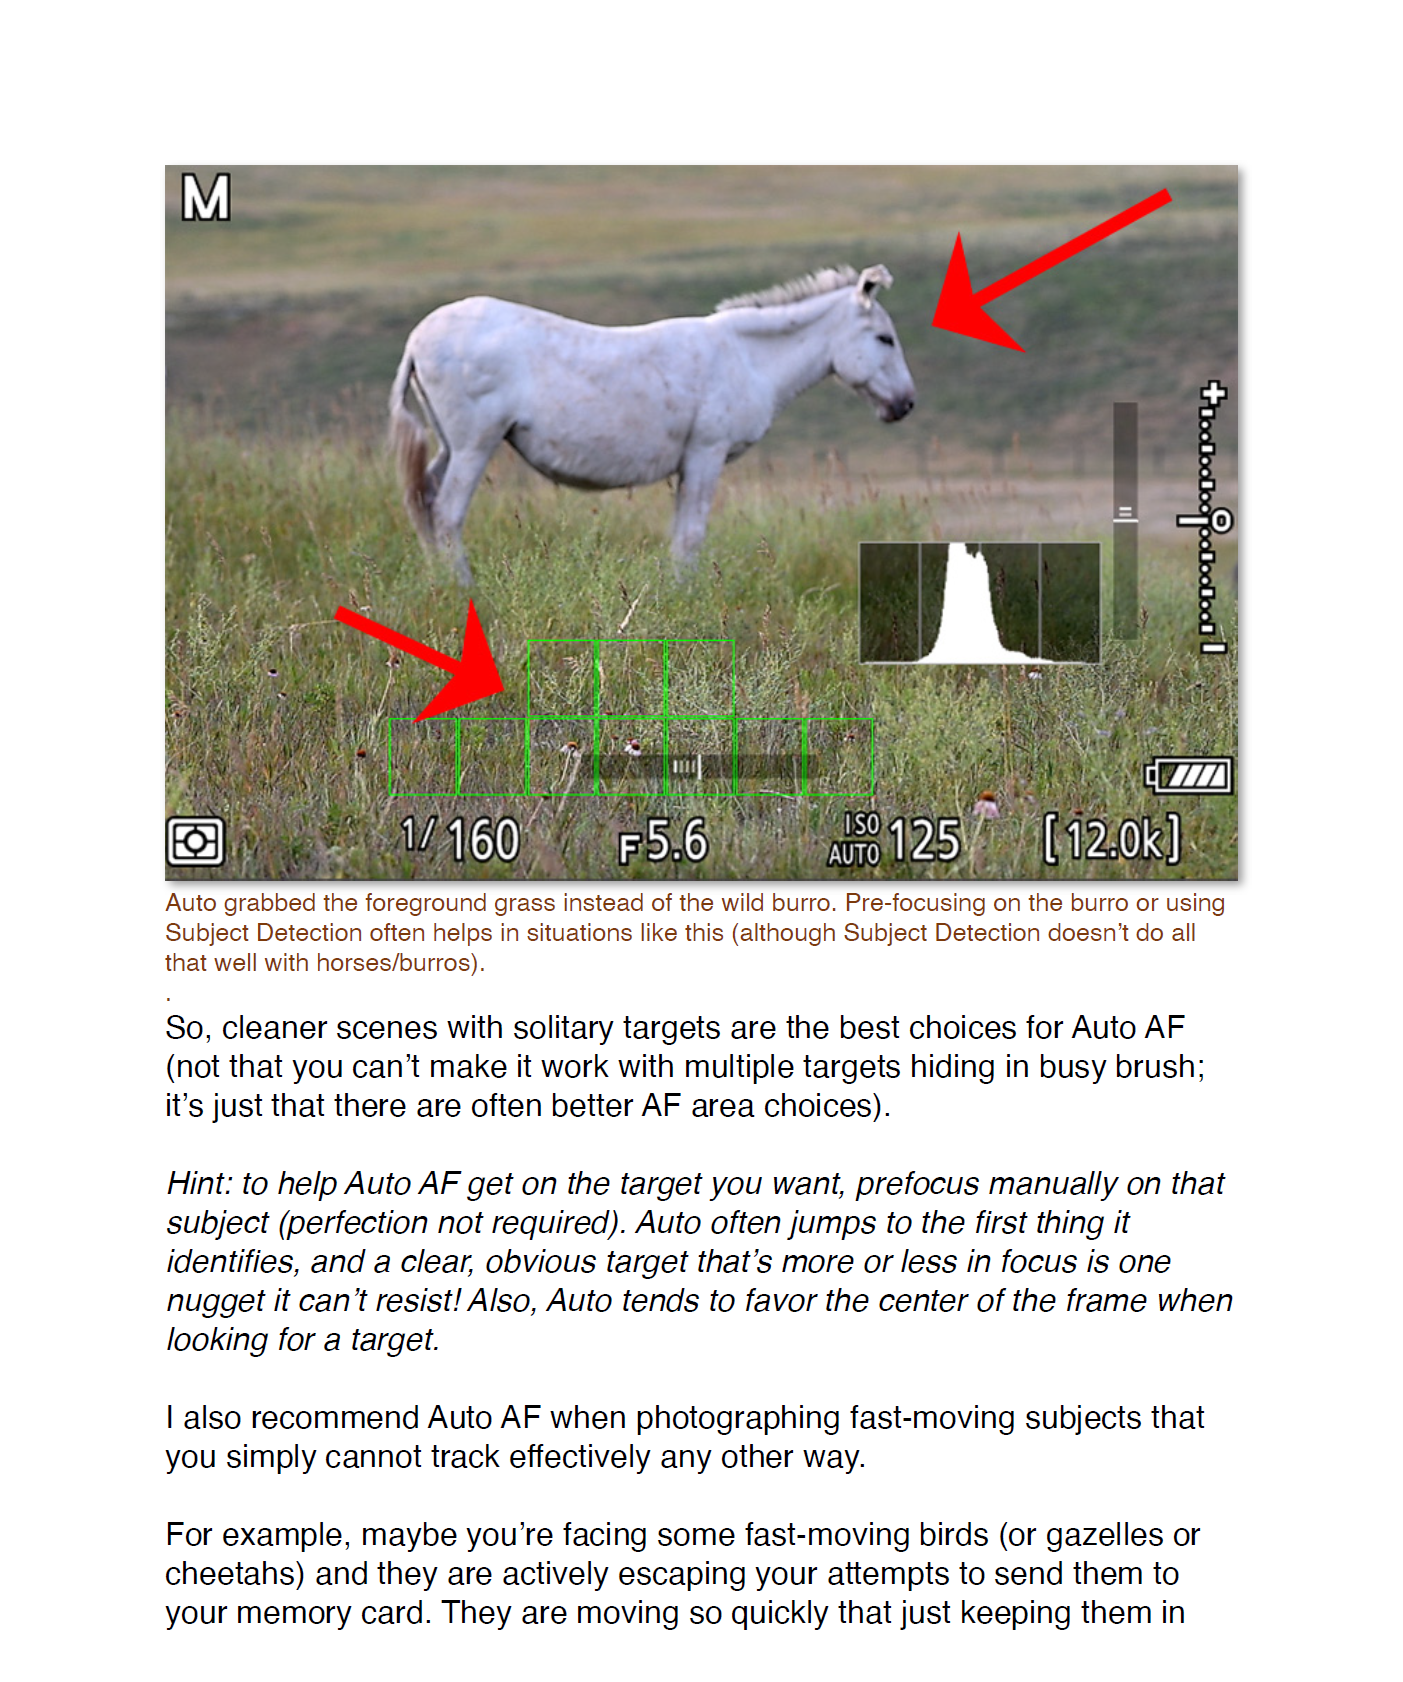 M
1/160 F5.6 ISO AUTO 125 [12.0k]
Auto grabbed the foreground grass instead of the wild burro. Pre-focusing on the burro or using
Subject Detection often helps in situations like this (although Subject Detection doesn’t do all
that well with horses/burros).
.
So, cleaner scenes with solitary targets are the best choices for Auto AF
(not that you can’t make it work with multiple targets hiding in busy brush;
it’s just that there are often better AF area choices).
Hint: to help Auto AF get on the target you want, prefocus manually on that
subject (perfection not required). Auto often jumps to the first thing it
identifies, and a clear, obvious target that’s more or less in focus is one
nugget it can’t resist! Also, Auto tends to favor the center of the frame when
looking for a target.
I also recommend Auto AF when photographing fast-moving subjects that
you simply cannot track effectively any other way.
For example, maybe you’re facing some fast-moving birds (or gazelles or
cheetahs) and they are actively escaping your attempts to send them to
your memory card. They are moving so quickly that just keeping them in